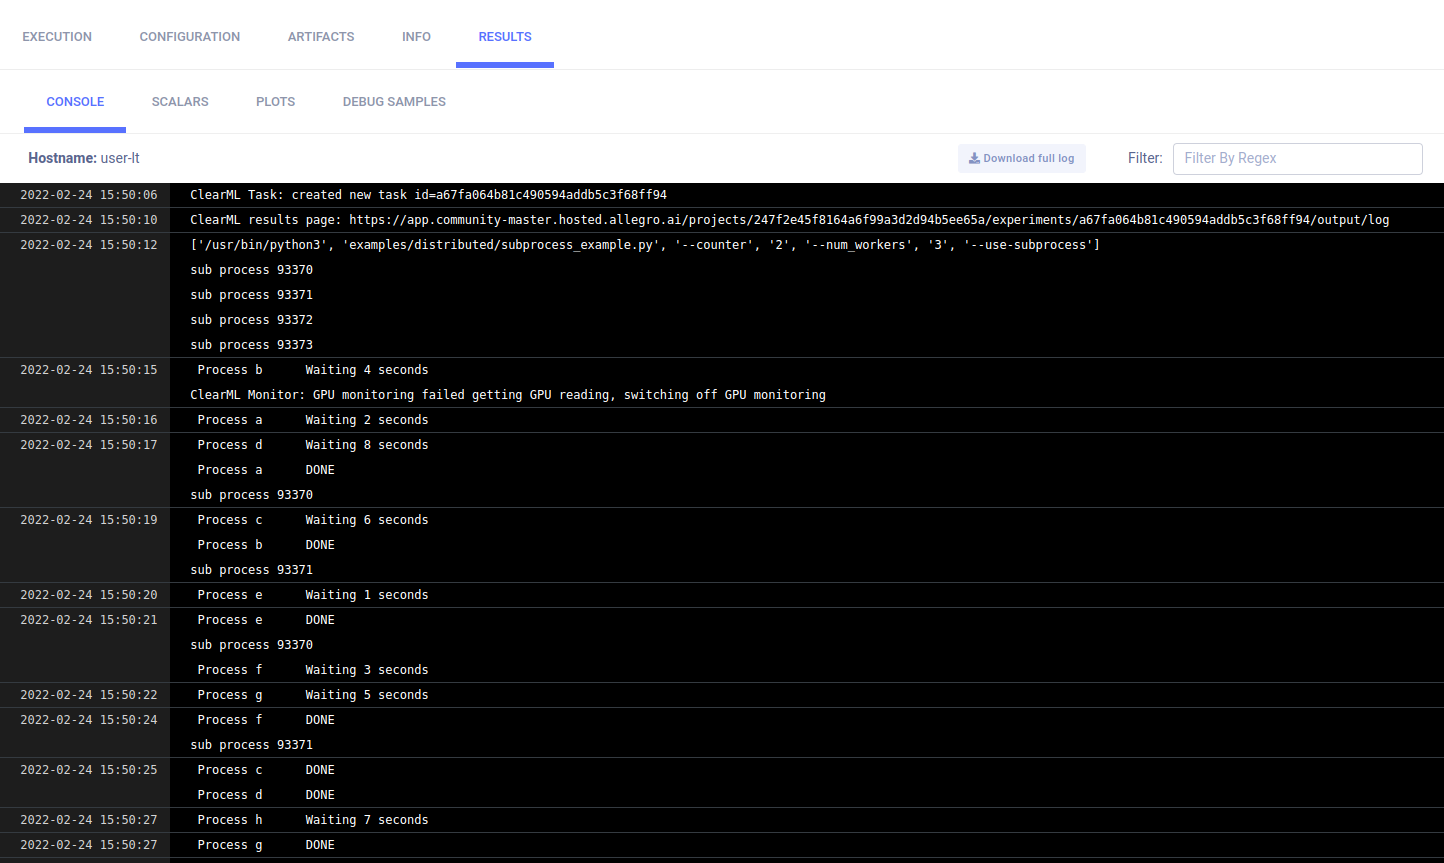 EXECUTION CONFIGURATION ARTIFACTS INFO RESULTS
CONSOLE SCALARS PLOTS DEBUG SAMPLES
Hostname: user-lt Download full log Filter: Filter By Regex
2022-02-24 15:50:06 ClearML Task: created new task id=a67fa064b81c490594addb5c3f68ff94
2022-02-24 15:50:10 ClearML results page: https://app.community-master.hosted.allegro.ai/projects/247f2e45f8164a6f99a3d2d94b5ee65a/experiments/a67fa064b81c490594addb5c3f68ff94/output/log
2022-02-24 15:50:12 ['/usr/bin/python3', 'examples/distributed/subprocess_example.py', '--counter', '2', '--num_workers', '3', '--use-subprocess']
sub process 93370
sub process 93371
sub process 93372
sub process 93373
2022-02-24 15:50:15 Process b Waiting 4 seconds
ClearML Monitor: GPU monitoring failed getting GPU reading, switching off GPU monitoring
2022-02-24 15:50:16 Process a Waiting 2 seconds
2022-02-24 15:50:17 Process d Waiting 8 seconds
Process a DONE
sub process 93370
2022-02-24 15:50:19 Process c Waiting 6 seconds
Process b DONE
sub process 93371
2022-02-24 15:50:20 Process e Waiting 1 seconds
2022-02-24 15:50:21 Process e DONE
sub process 93370
Process f Waiting 3 seconds
2022-02-24 15:50:22 Process g Waiting 5 seconds
2022-02-24 15:50:24 Process f DONE
sub process 93371
2022-02-24 15:50:25 Process c DONE
Process d DONE
2022-02-24 15:50:27 Process h Waiting 7 seconds
2022-02-24 15:50:27 Process g DONE